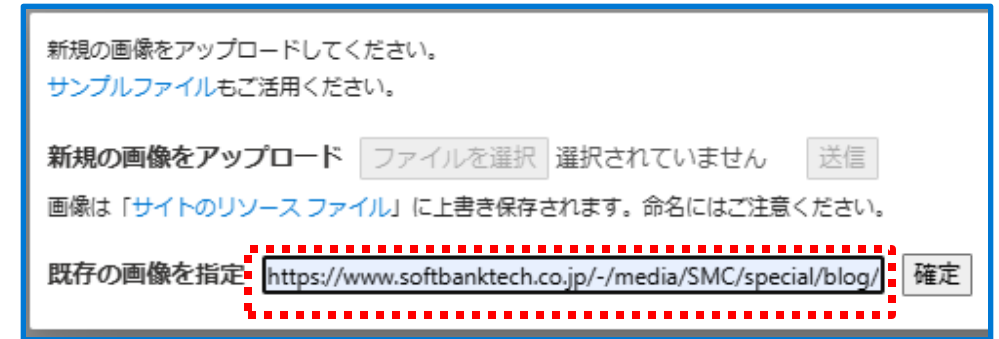 新規の画像をアップロードしてください。
サンプルファイルもご活用ください。
新規の画像をアップロード ファイルを選択 選択されていません 送信
画像は「サイトのリソース ファイル」に上書き保存されます。命名にはご注意ください。
既存の画像を指定 https://www.softbanktech.co.jp/-/media/SMC/special/blog/ 確定